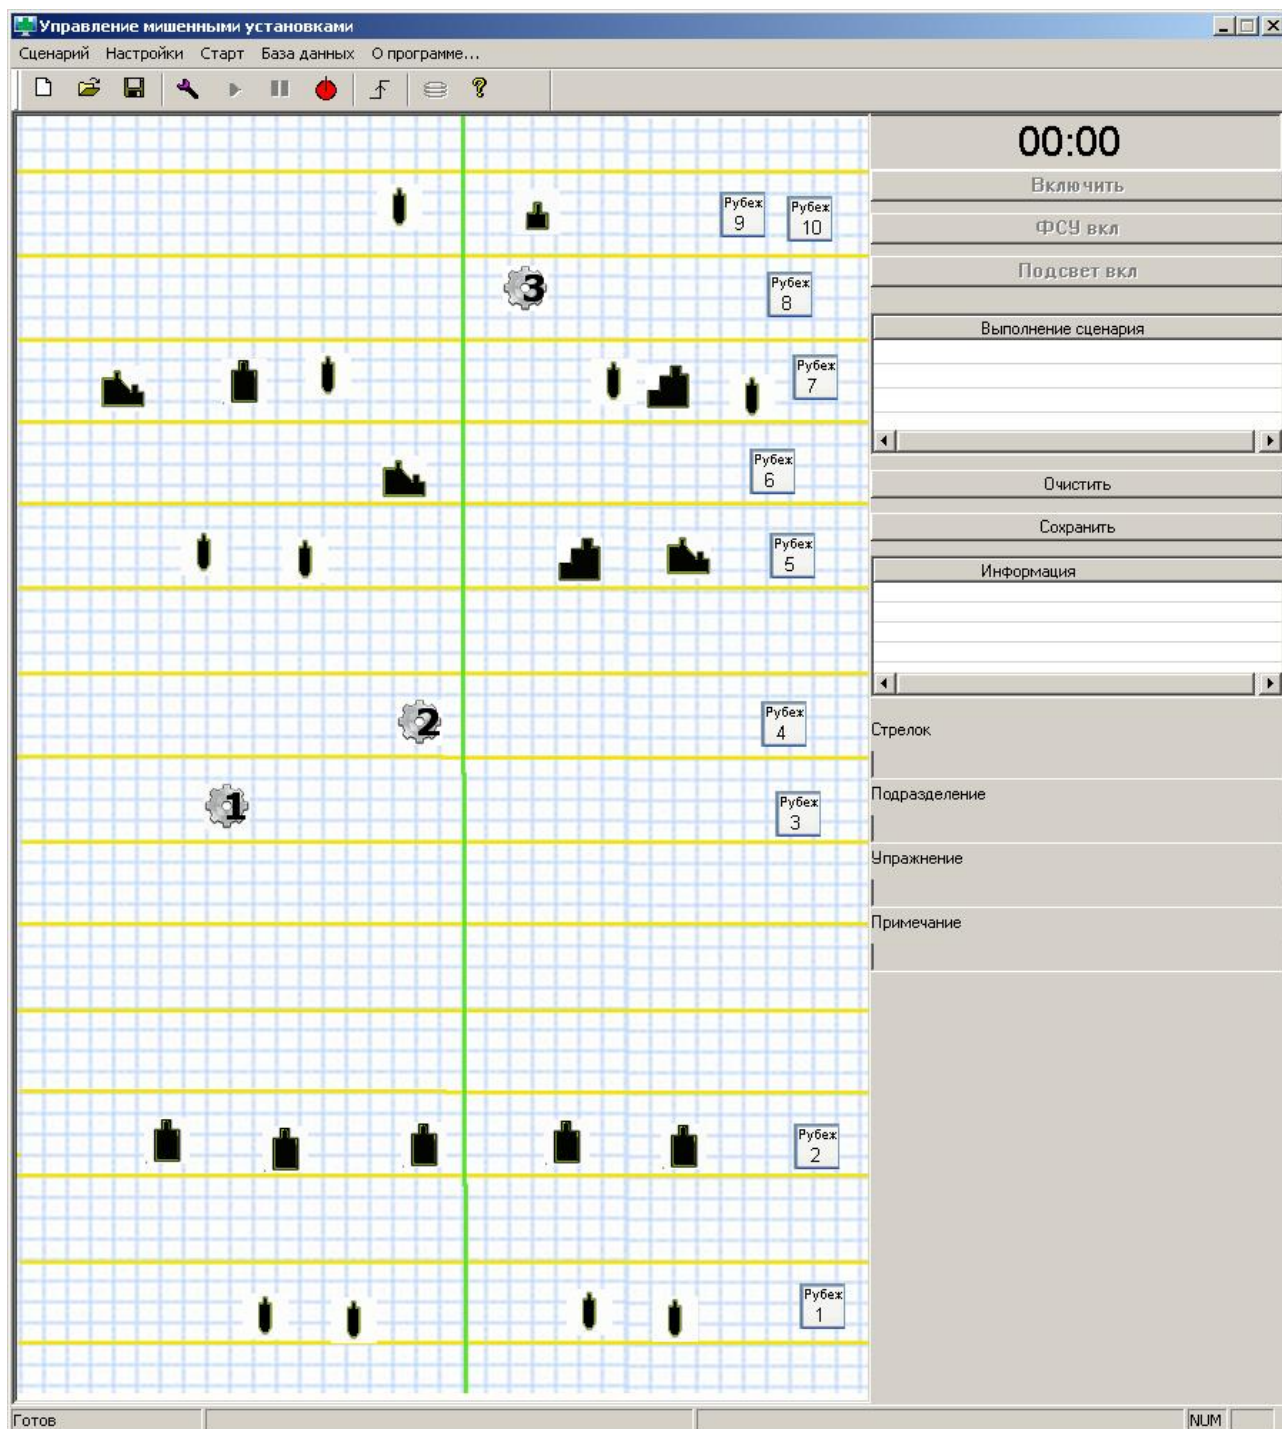 Управление мишенными установками
Сценарий Настройки Старт База данных О программе...
00:00
Включить
ФСУ вкл
Подсвет вкл
Выполнение сценария
Очистить
Сохранить
Информация
Стрелок
Подразделение
Упражнение
Примечание
Рубеж
9
Рубеж
10
3
Рубеж
8
Рубеж
7
Рубеж
6
Рубеж
5
2
Рубеж
4
1
Рубеж
3
Рубеж
2
Рубеж
1
Готов
NUM